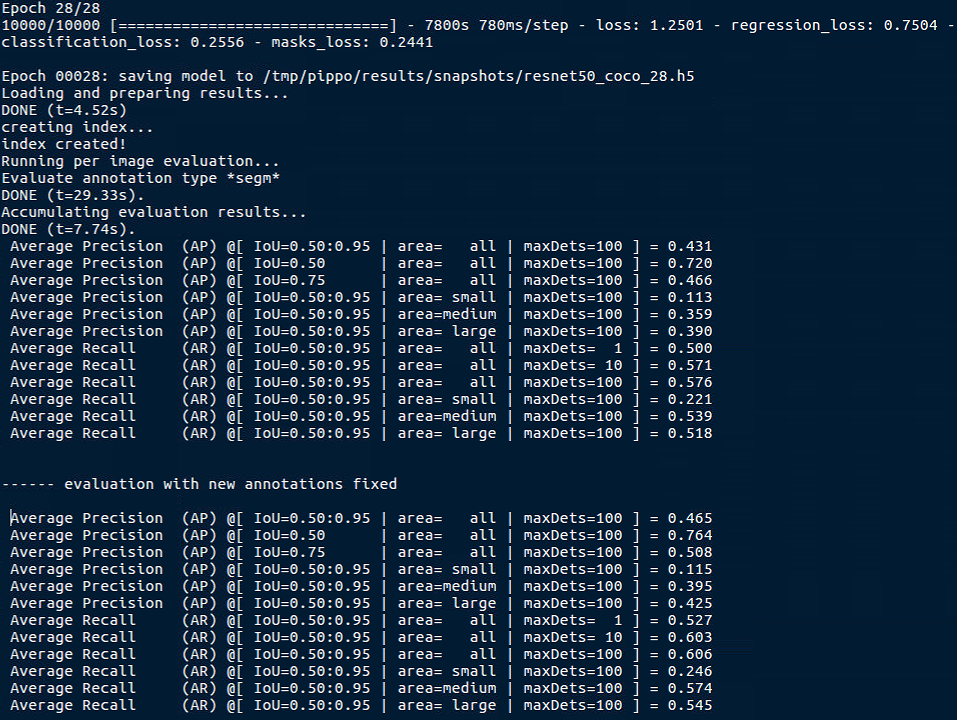 Epoch 28/28
10000/10000 [==============================] - 7800s 780ms/step - loss: 1.2501 - regression_loss: 0.7504 -
classification_loss: 0.2556 - masks_loss: 0.2441
Epoch 00028: saving model to /tmp/pippo/results/snapshots/resnet50_coco_28.h5
Loading and preparing results...
DONE (t=4.52s)
creating index...
index created!
Running per image evaluation...
Evaluate annotation type *segm*
DONE (t=29.33s).
Accumulating evaluation results...
DONE (t=7.74s).
Average Precision  (AP) @[ IoU=0.50:0.95 | area=   all | maxDets=100 ] = 0.431
Average Precision  (AP) @[ IoU=0.50      | area=   all | maxDets=100 ] = 0.720
Average Precision  (AP) @[ IoU=0.75      | area=   all | maxDets=100 ] = 0.466
Average Precision  (AP) @[ IoU=0.50:0.95 | area= small | maxDets=100 ] = 0.113
Average Precision  (AP) @[ IoU=0.50:0.95 | area=medium | maxDets=100 ] = 0.359
Average Precision  (AP) @[ IoU=0.50:0.95 | area= large | maxDets=100 ] = 0.390
Average Recall     (AR) @[ IoU=0.50:0.95 | area=   all | maxDets=  1 ] = 0.500
Average Recall     (AR) @[ IoU=0.50:0.95 | area=   all | maxDets= 10 ] = 0.571
Average Recall     (AR) @[ IoU=0.50:0.95 | area=   all | maxDets=100 ] = 0.576
Average Recall     (AR) @[ IoU=0.50:0.95 | area= small | maxDets=100 ] = 0.221
Average Recall     (AR) @[ IoU=0.50:0.95 | area=medium | maxDets=100 ] = 0.539
Average Recall     (AR) @[ IoU=0.50:0.95 | area= large | maxDets=100 ] = 0.518
------ evaluation with new annotations fixed
Average Precision  (AP) @[ IoU=0.50:0.95 | area=   all | maxDets=100 ] = 0.465
Average Precision  (AP) @[ IoU=0.50      | area=   all | maxDets=100 ] = 0.764
Average Precision  (AP) @[ IoU=0.75      | area=   all | maxDets=100 ] = 0.508
Average Precision  (AP) @[ IoU=0.50:0.95 | area= small | maxDets=100 ] = 0.115
Average Precision  (AP) @[ IoU=0.50:0.95 | area=medium | maxDets=100 ] = 0.395
Average Precision  (AP) @[ IoU=0.50:0.95 | area= large | maxDets=100 ] = 0.425
Average Recall     (AR) @[ IoU=0.50:0.95 | area=   all | maxDets=  1 ] = 0.527
Average Recall     (AR) @[ IoU=0.50:0.95 | area=   all | maxDets= 10 ] = 0.603
Average Recall     (AR) @[ IoU=0.50:0.95 | area=   all | maxDets=100 ] = 0.606
Average Recall     (AR) @[ IoU=0.50:0.95 | area= small | maxDets=100 ] = 0.246
Average Recall     (AR) @[ IoU=0.50:0.95 | area=medium | maxDets=100 ] = 0.574
Average Recall     (AR) @[ IoU=0.50:0.95 | area= large | maxDets=100 ] = 0.545